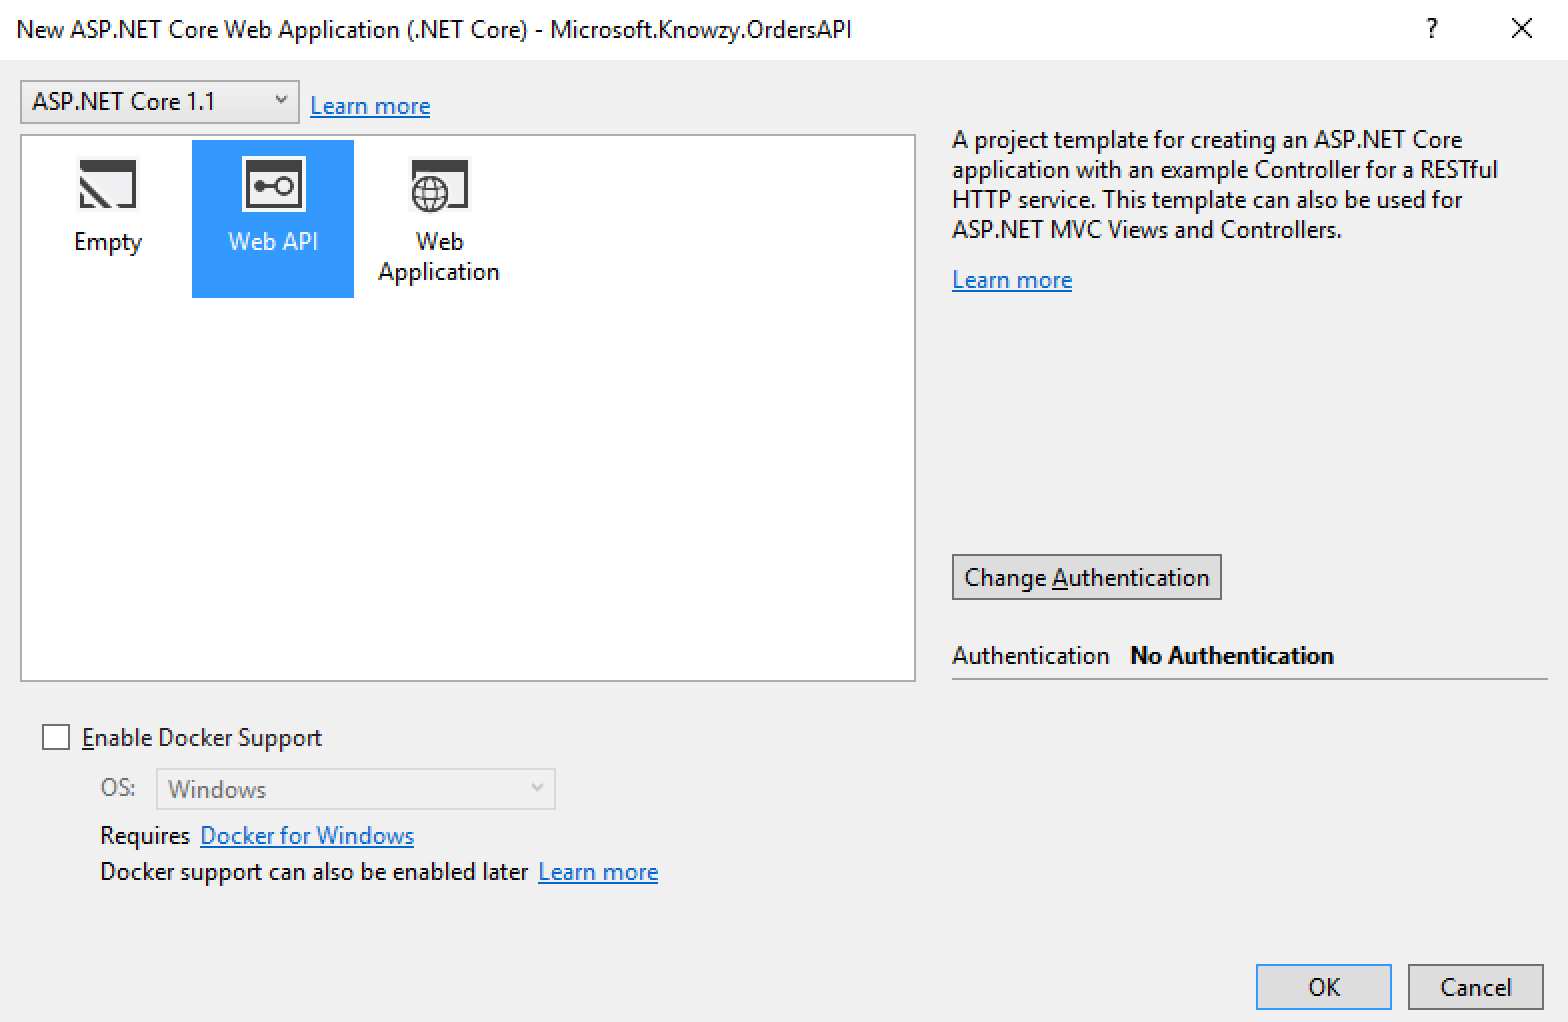 New ASP.NET Core Web Application (.NET Core) - Microsoft.Knowzy.OrdersAPI
?
ASP.NET Core 1.1
Learn more
Empty
Web API
Web
Application
A project template for creating an ASP.NET Core
application with an example Controller for a RESTful
HTTP service. This template can also be used for
ASP.NET MVC Views and Controllers.
Learn more
Change Authentication
Authentication No Authentication
Enable Docker Support
OS: Windows
Requires Docker for Windows
Docker support can also be enabled later Learn more
OK
Cancel